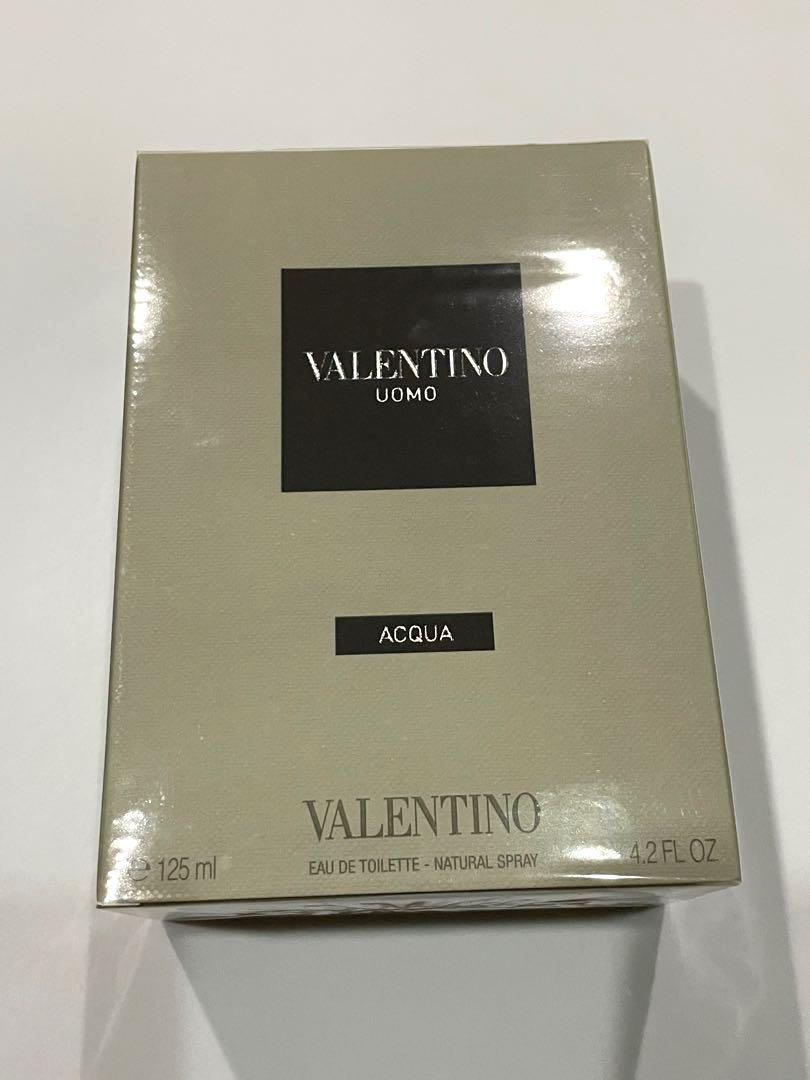 VALENTINO
UOMO
ACQUA
VALENTINO
℮ 125 ml EAU DE TOILETTE - NATURAL SPRAY 4.2 FL OZ